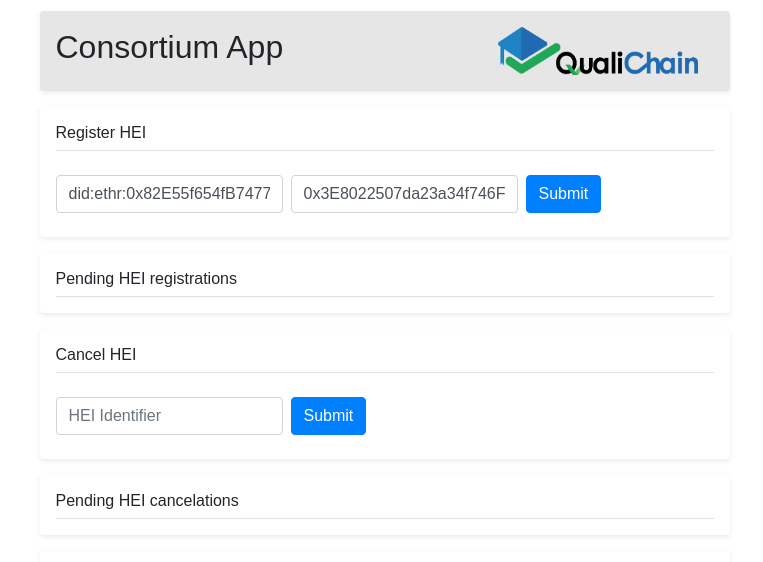 Consortium App
QualiChain
Register HEI
did:ethr:0x82E55f654fB7477
0x3E8022507da23a34f746F
Submit
Pending HEI registrations
Cancel HEI
HEI Identifier
Submit
Pending HEI cancelations